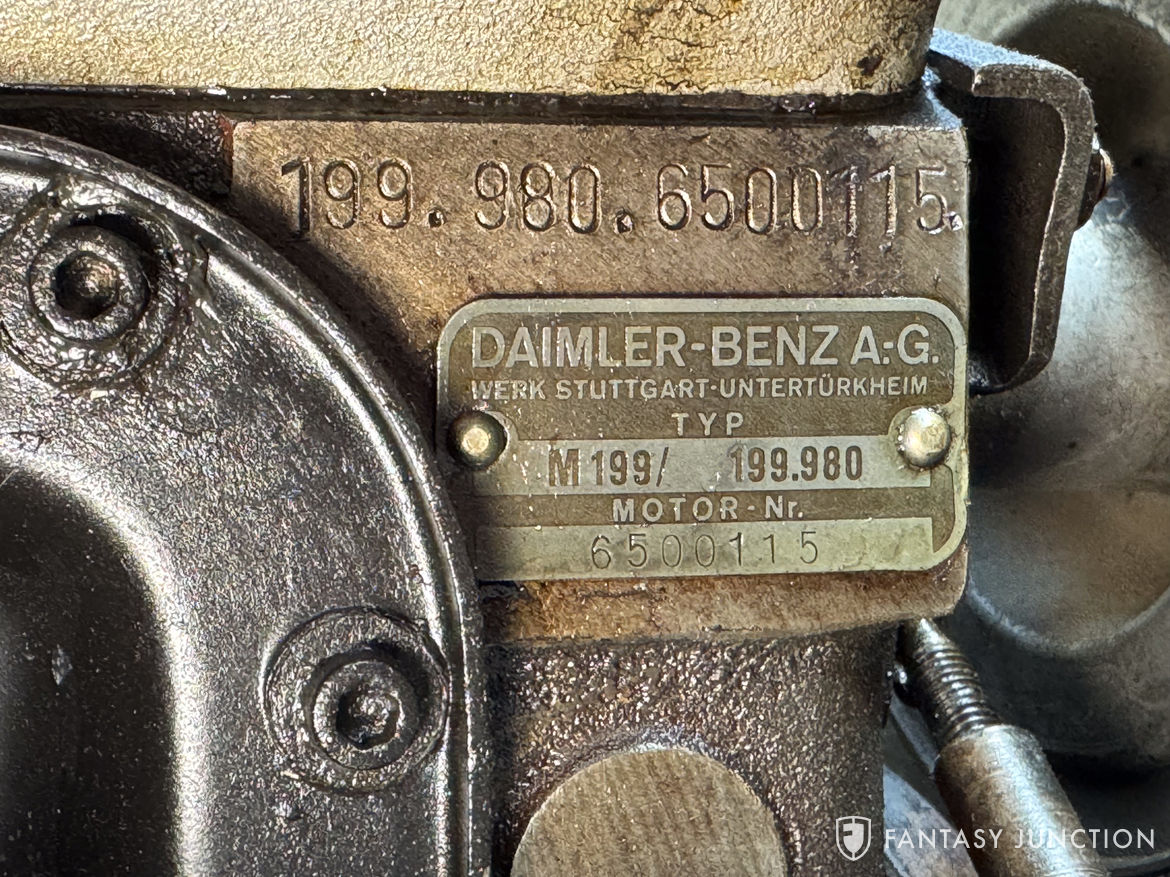 199.980.6500115.
DAIMLER-BENZ A.-G.
WERK STUTTGART-UNTERTÜRKHEIM
TYP
M 199/ 199.980
MOTOR-Nr.
6500115
FANTASY JUNCTION